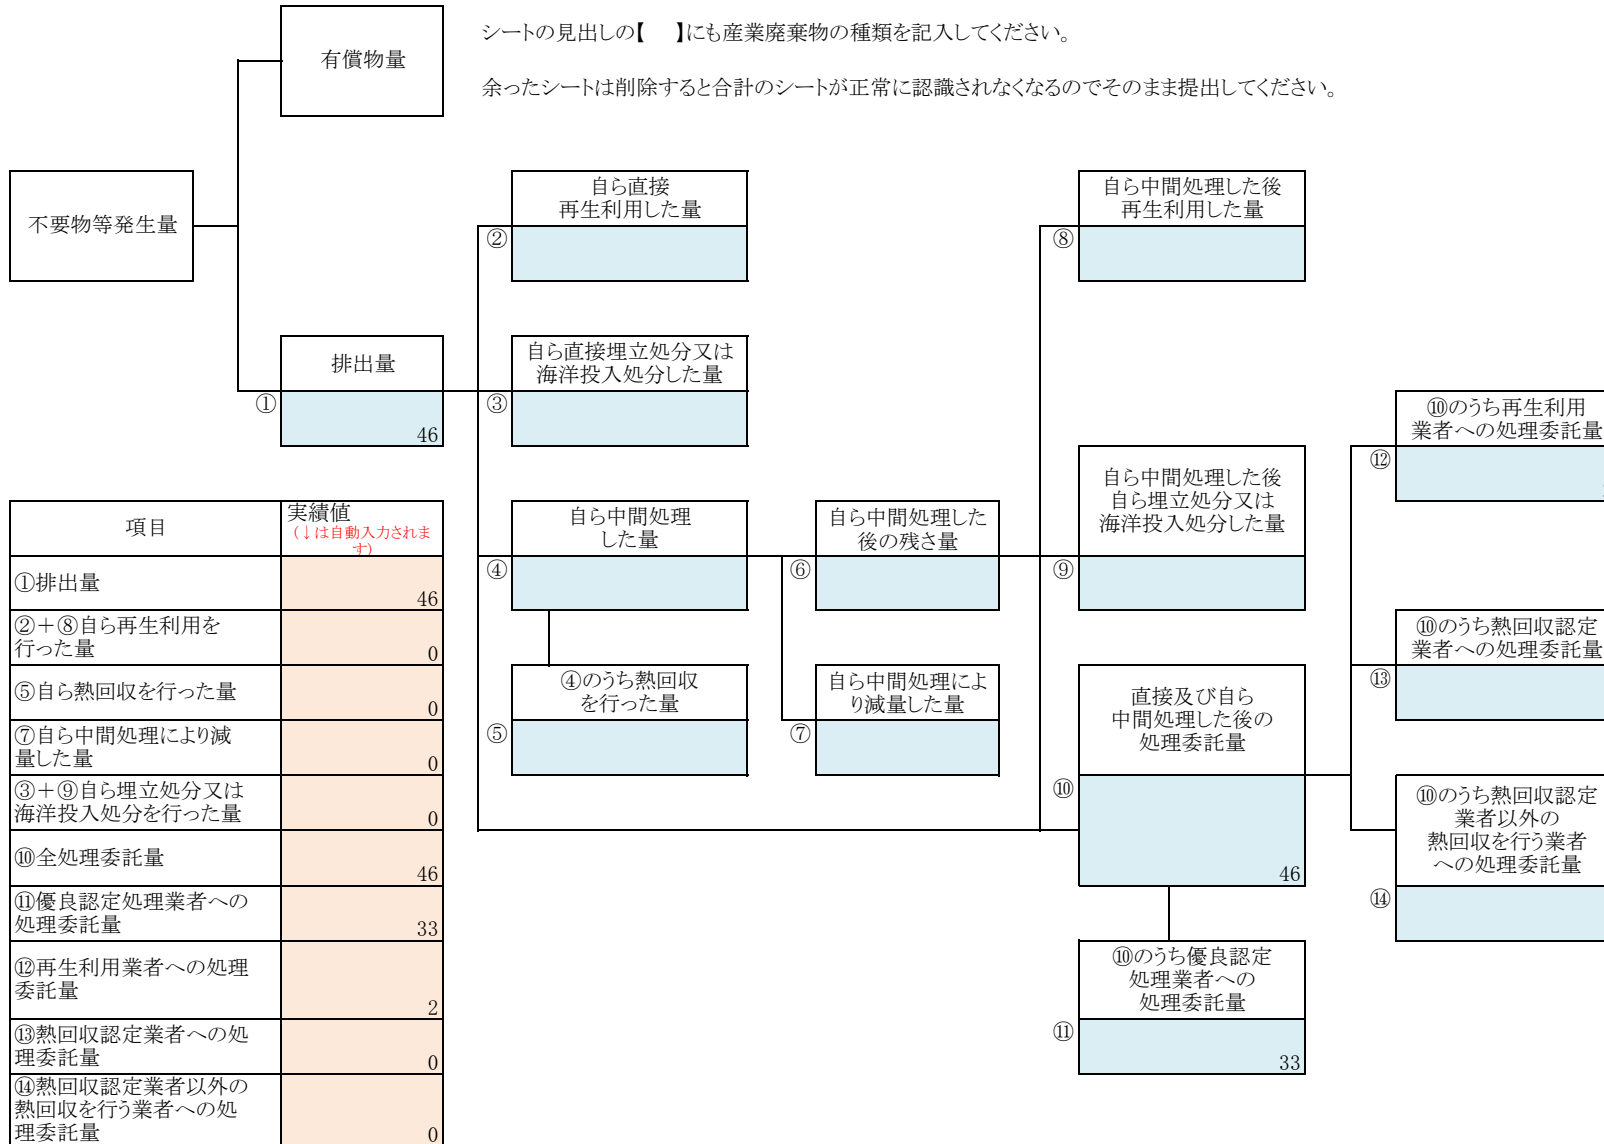 シートの見出しの【　】にも産業廃棄物の種類を記入してください。
余ったシートは削除すると合計のシートが正常に認識されなくなるのでそのまま提出してください。
有償物量
不要物等発生量
排出量
①
46
自ら直接
再生利用した量
②
自ら直接埋立処分又は
海洋投入処分した量
③
自ら中間処理
した量
④
④のうち熱回収
を行った量
⑤
自ら中間処理した
後の残さ量
⑥
自ら中間処理によ
り減量した量
⑦
自ら中間処理した後
再生利用した量
⑧
自ら中間処理した後
自ら埋立処分又は
海洋投入処分した量
⑨
直接及び自ら
中間処理した後の
処理委託量
⑩
46
⑩のうち優良認定
処理業者への
処理委託量
⑪
33
⑩のうち再生利用
業者への処理委託量
⑫
⑩のうち熱回収認定
業者への処理委託量
⑬
⑩のうち熱回収認定
業者以外の
熱回収を行う業者
への処理委託量
⑭
項目
実績値
(↓は自動入力されま
す)
①排出量
46
②＋⑧自ら再生利用を
行った量
0
⑤自ら熱回収を行った量
0
⑦自ら中間処理により減
量した量
0
③＋⑨自ら埋立処分又は
海洋投入処分を行った量
0
⑩全処理委託量
46
⑪優良認定処理業者への
処理委託量
33
⑫再生利用業者への処理
委託量
2
⑬熱回収認定業者への処
理委託量
0
⑭熱回収認定業者以外の
熱回収を行う業者への処
理委託量
0